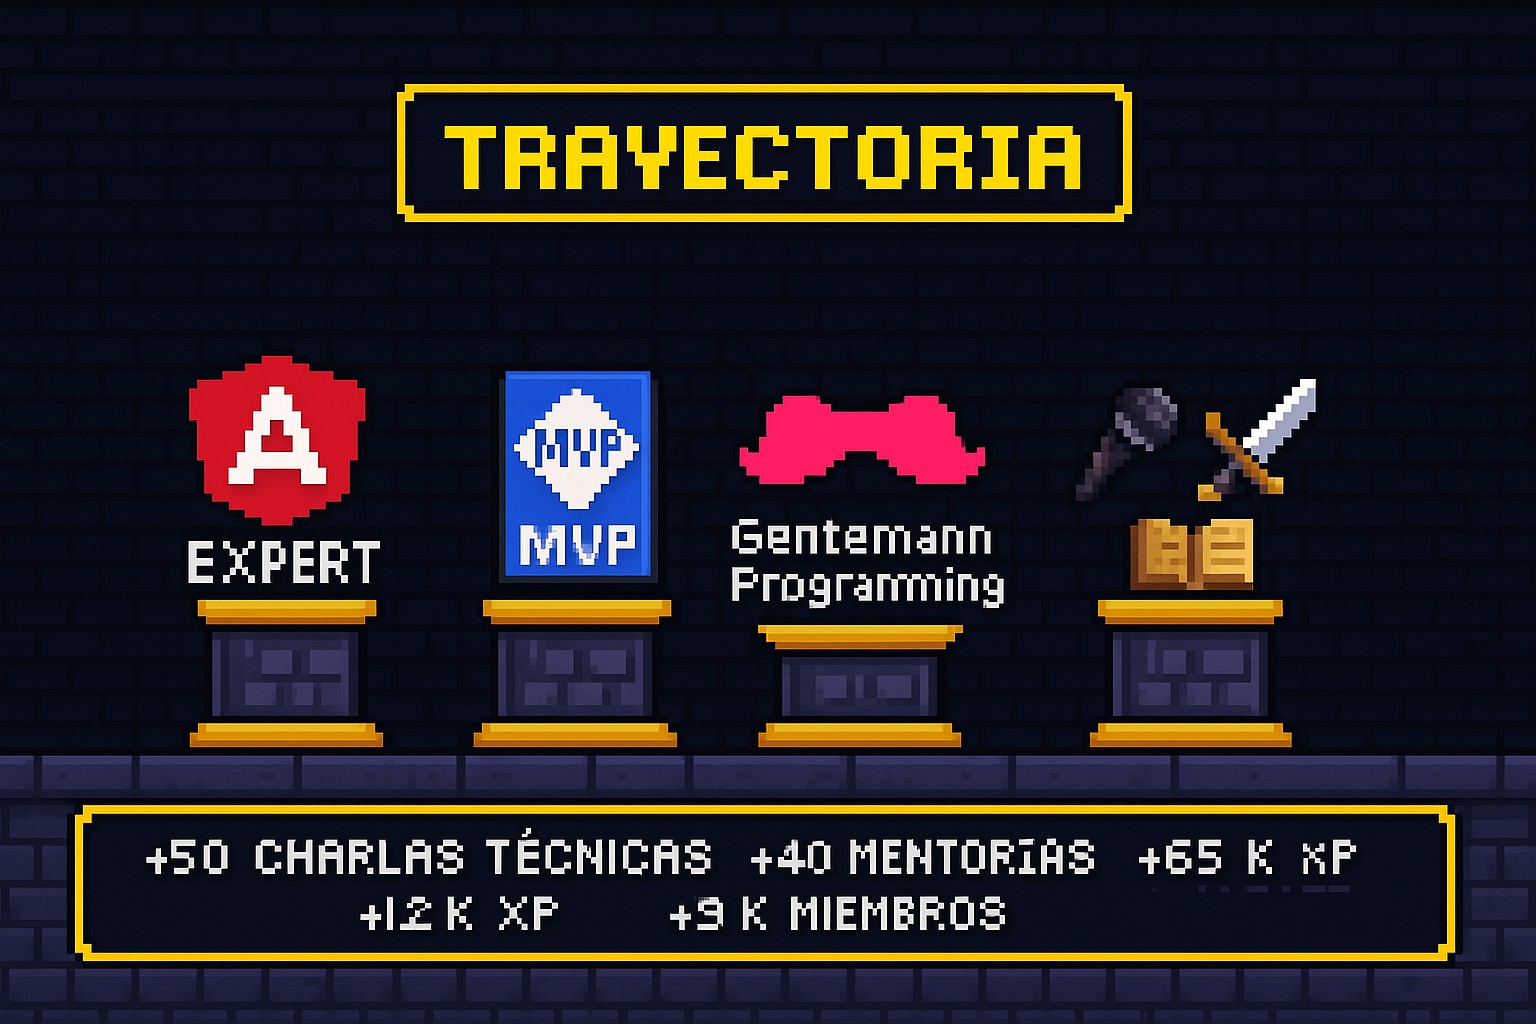 TRAYECTORIA
A
EXPERT
MVP
MVP
Gentemann
Programming
+50 CHARLAS TÉCNICAS +40 MENTORÍAS +65 K XP
+12 K XP +9 K MIEMBROS